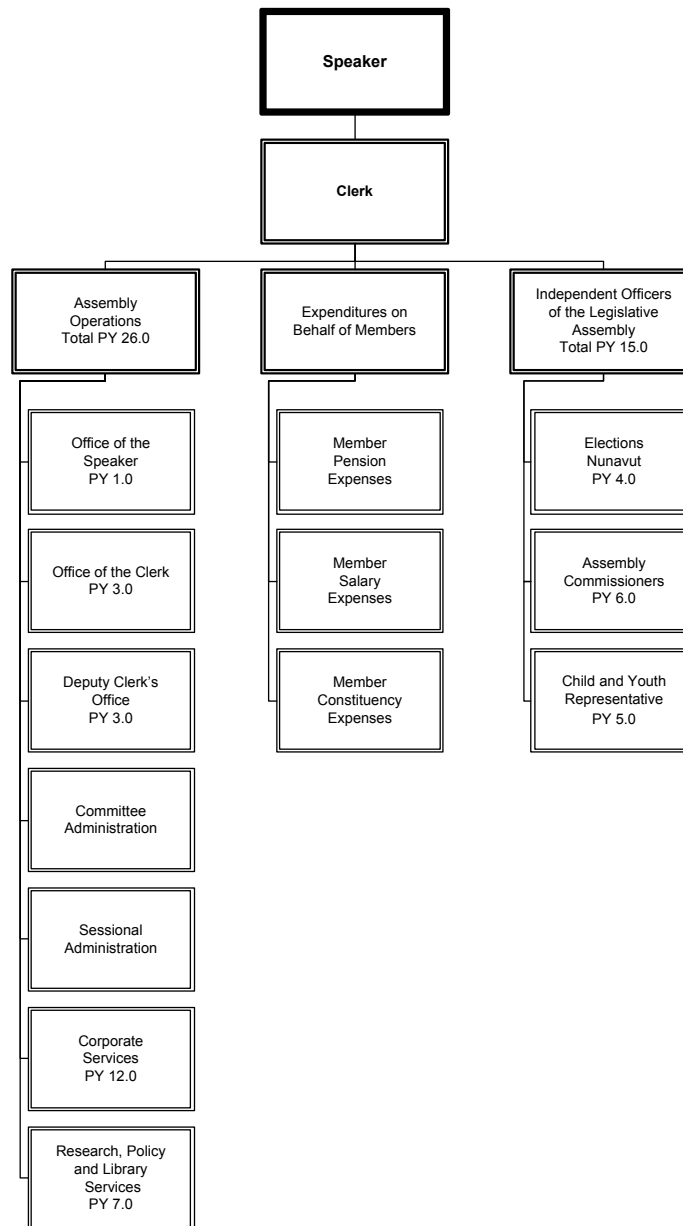 Speaker
Clerk
Assembly
Operations
Total PY 26.0
Expenditures on
Behalf of Members
Independent Officers
of the Legislative
Assembly
Total PY 15.0
Office of the
Speaker
PY 1.0
Office of the Clerk
PY 3.0
Deputy Clerk’s
Office
PY 3.0
Committee
Administration
Sessional
Administration
Corporate
Services
PY 12.0
Research, Policy
and Library
Services
PY 7.0
Member
Pension
Expenses
Member
Salary
Expenses
Member
Constituency
Expenses
Elections
Nunavut
PY 4.0
Assembly
Commissioners
PY 6.0
Child and Youth
Representative
PY 5.0